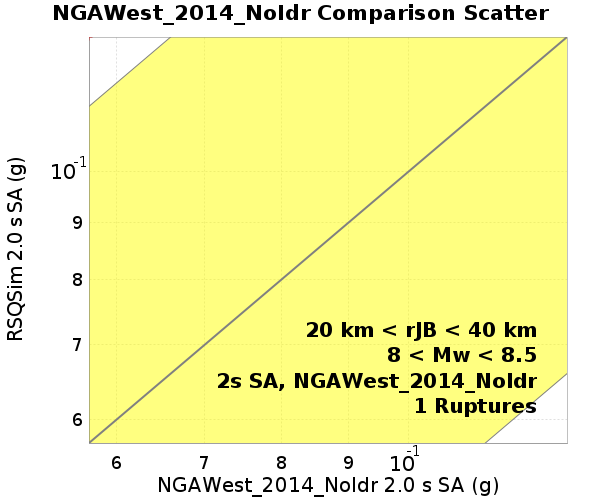 NGAWest_2014_NoIdr Comparison Scatter
RSQSim 2.0 s SA (g)
10-1
9
8
7
6
20 km < rJB < 40 km
8 < Mw < 8.5
2s SA, NGAWest_2014_NoIdr
1 Ruptures
6 7 8 9 10-1
NGAWest_2014_NoIdr 2.0 s SA (g)